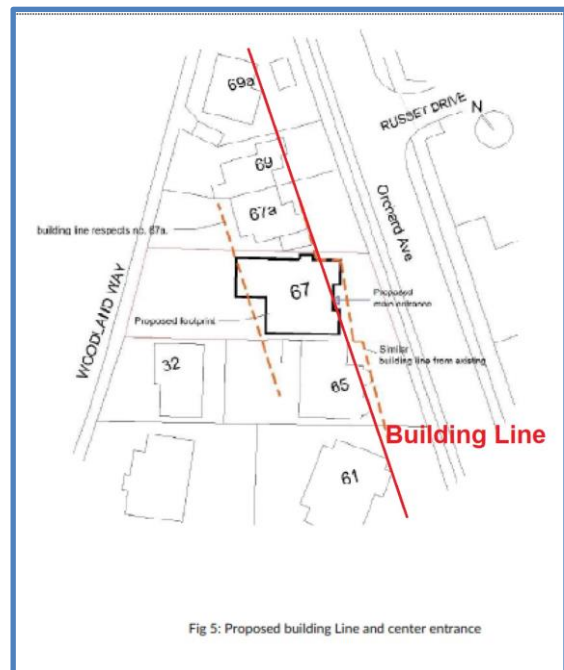 69a
RUSSET DRIVE
N
69
Orchard Ave
67a
building line respects no. 67a.
67
Proposed
main entrance
WOODLAND WAY
Proposed footprint
Similar
building line from existing
32
65
Building Line
61
Fig 5: Proposed building Line and center entrance